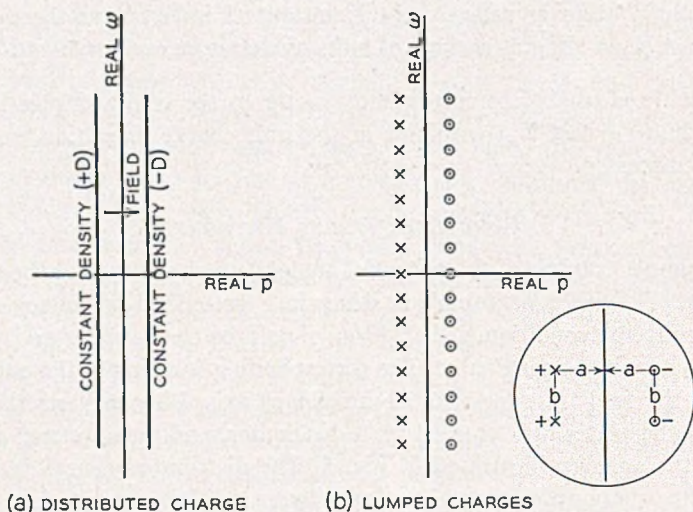 REAL ω
CONSTANT DENSITY (+D)
FIELD
CONSTANT DENSITY (-D)
REAL p
(a) DISTRIBUTED CHARGE
REAL ω
REAL p
+ a a -
b b
+ -
(b) LUMPED CHARGES